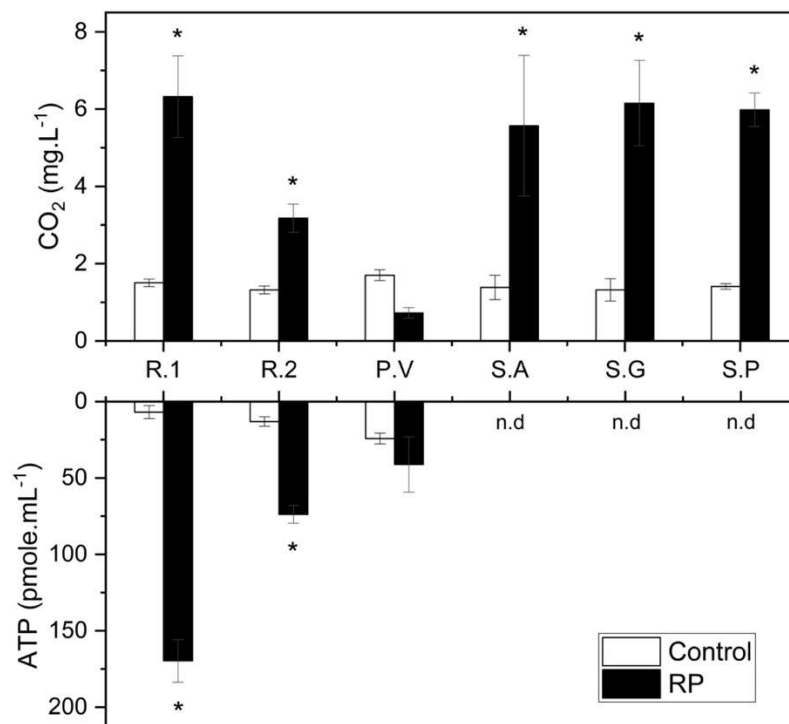 8
6
4
2
0
CO₂ (mg.L⁻¹)
* * * * *
R.1 R.2 P.V S.A S.G S.P
0
50
100
150
200
ATP (pmole.mL⁻¹)
n.d n.d n.d
*
*
Control
RP